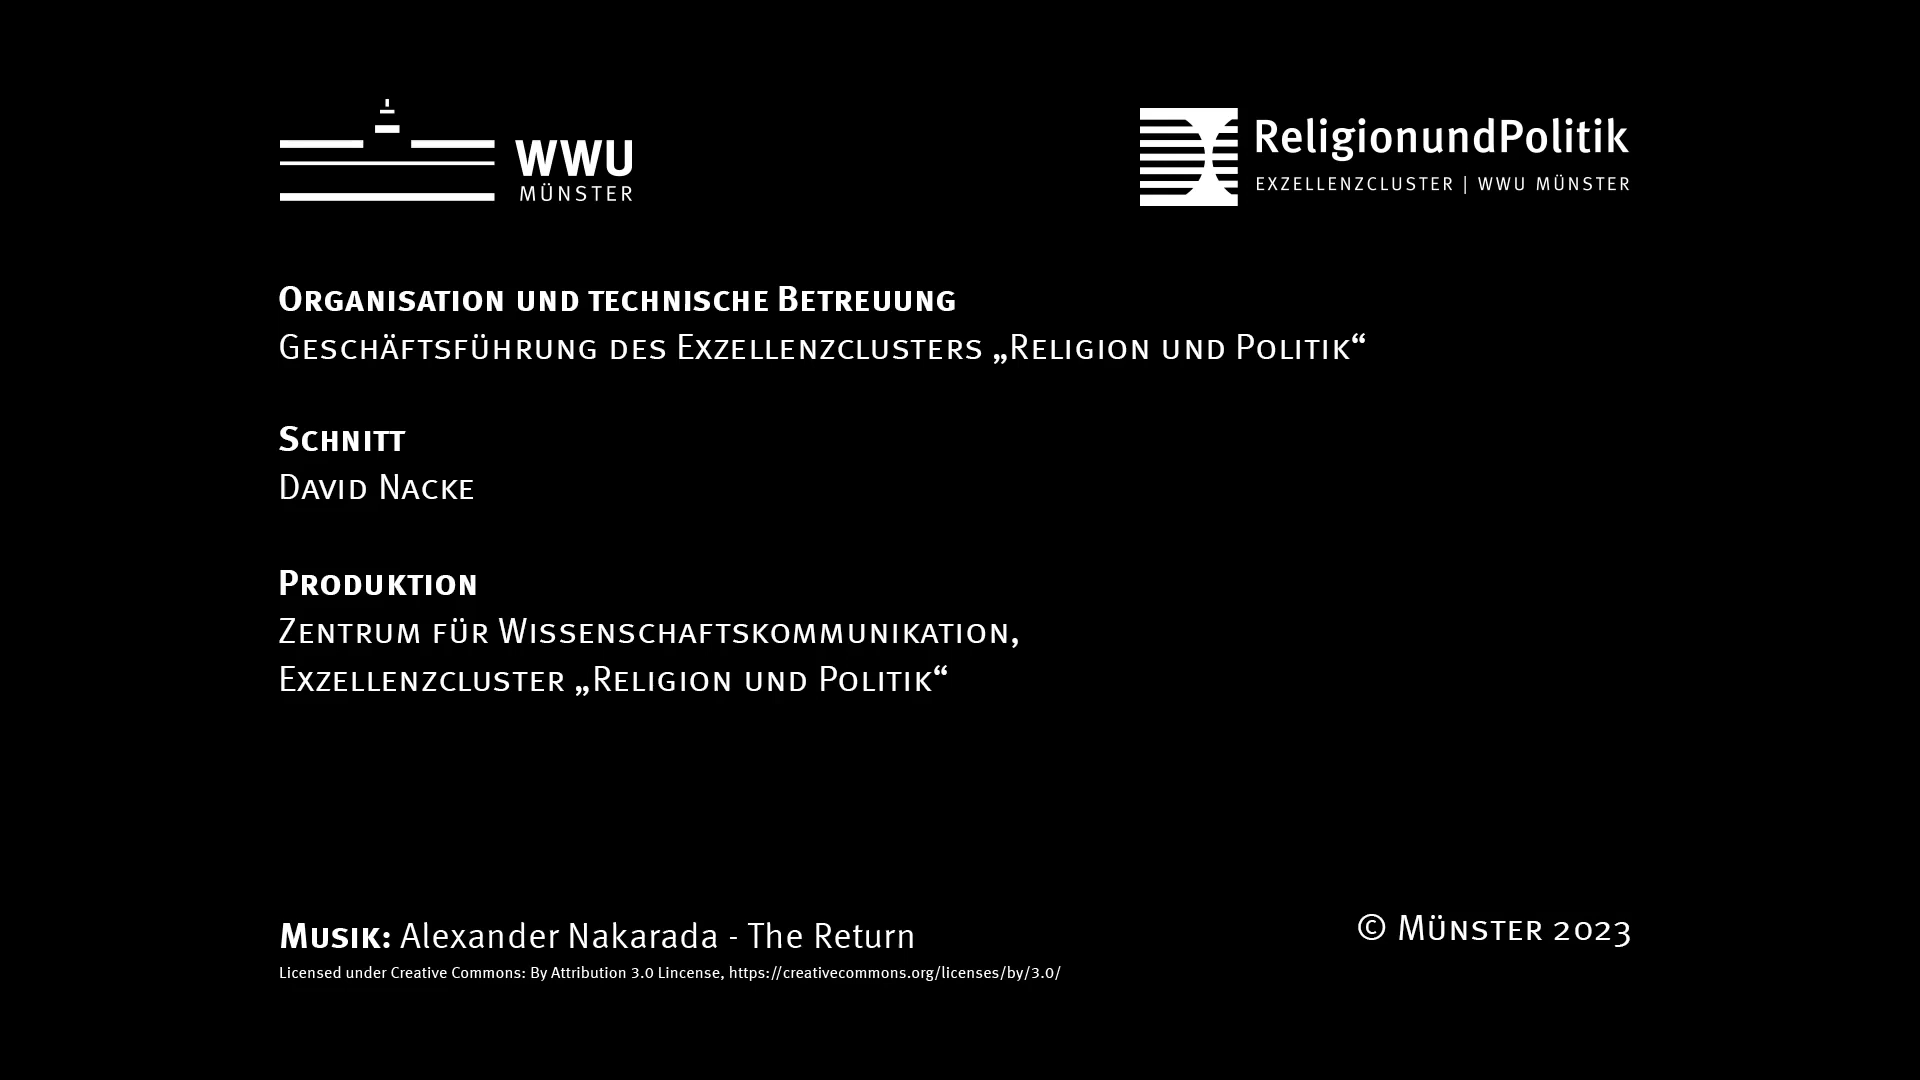 WWU
MÜNSTER
ReligionundPolitik
EXZELLENZCLUSTER | WWU MÜNSTER
Organisation und technische Betreuung
Geschäftsführung des Exzellenzclusters „Religion und Politik“
Schnitt
David Nacke
Produktion
Zentrum für Wissenschaftskommunikation,
Exzellenzcluster „Religion und Politik“
Musik: Alexander Nakarada - The Return
Licensed under Creative Commons: By Attribution 3.0 Lincense, https://creativecommons.org/licenses/by/3.0/
© Münster 2023